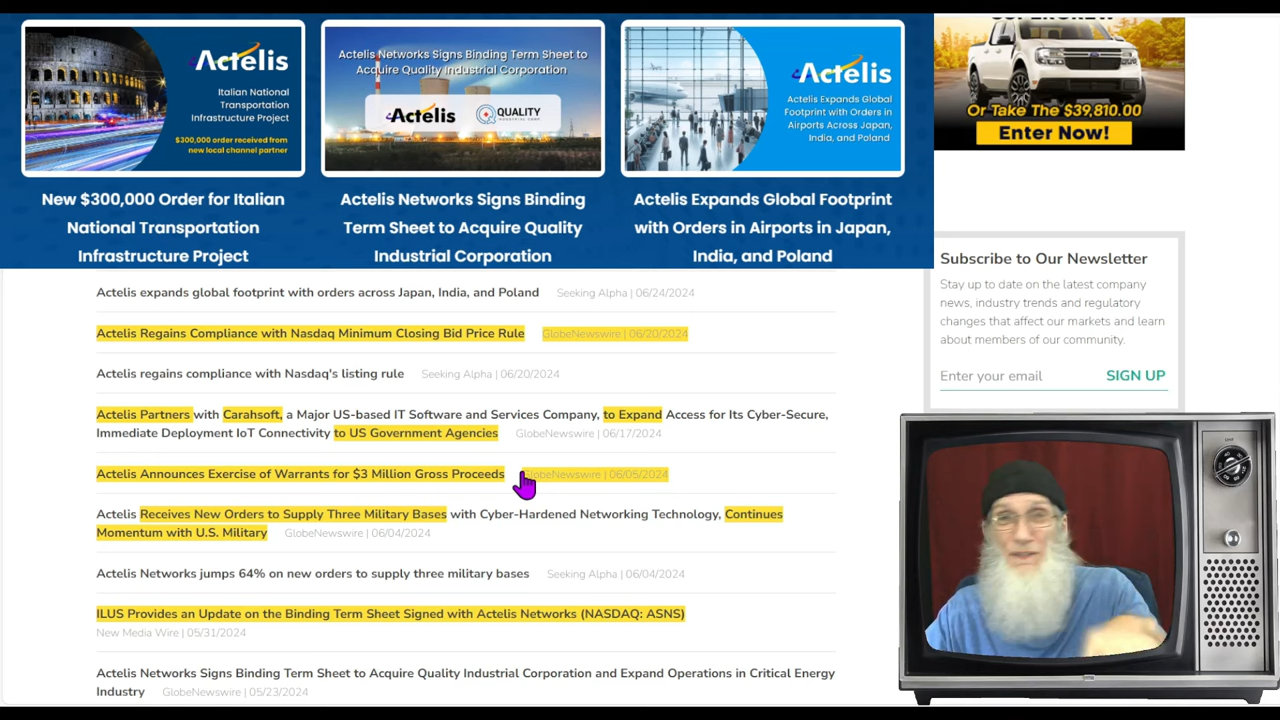 Actelis
Italian National
Transportation
Infrastructure Project
$300,000 order received from
new local channel partner
New $300,000 Order for Italian
National Transportation
Infrastructure Project
Actelis Networks Signs Binding Term Sheet to
Acquire Quality Industrial Corporation
Actelis
QUALITY
INDUSTRIAL CORP
Actelis Networks Signs Binding
Term Sheet to Acquire Quality
Industrial Corporation
Actelis
Actelis Expands Global
Footprint with Orders in
Airports Across Japan,
India, and Poland
Actelis Expands Global Footprint
with Orders in Airports in Japan,
India, and Poland
Or Take The $39,810.00
Enter Now!
Subscribe to Our Newsletter
Stay up to date on the latest company
news, industry trends and regulatory
changes that affect our markets and learn
about members of our community.
Enter your email SIGN UP
Actelis expands global footprint with orders across Japan, India, and Poland Seeking Alpha | 06/24/2024
Actelis Regains Compliance with Nasdaq Minimum Closing Bid Price Rule GlobeNewswire | 06/20/2024
Actelis regains compliance with Nasdaq's listing rule Seeking Alpha | 06/20/2024
Actelis Partners with Carahsoft, a Major US-based IT Software and Services Company, to Expand Access for Its Cyber-Secure,
Immediate Deployment IoT Connectivity to US Government Agencies GlobeNewswire | 06/17/2024
Actelis Announces Exercise of Warrants for $3 Million Gross Proceeds GlobeNewswire | 06/05/2024
Actelis Receives New Orders to Supply Three Military Bases with Cyber-Hardened Networking Technology, Continues
Momentum with U.S. Military GlobeNewswire | 06/04/2024
Actelis Networks jumps 64% on new orders to supply three military bases Seeking Alpha | 06/04/2024
ILUS Provides an Update on the Binding Term Sheet Signed with Actelis Networks (NASDAQ: ASNS)
New Media Wire | 05/31/2024
Actelis Networks Signs Binding Term Sheet to Acquire Quality Industrial Corporation and Expand Operations in Critical Energy
Industry GlobeNewswire | 05/23/2024